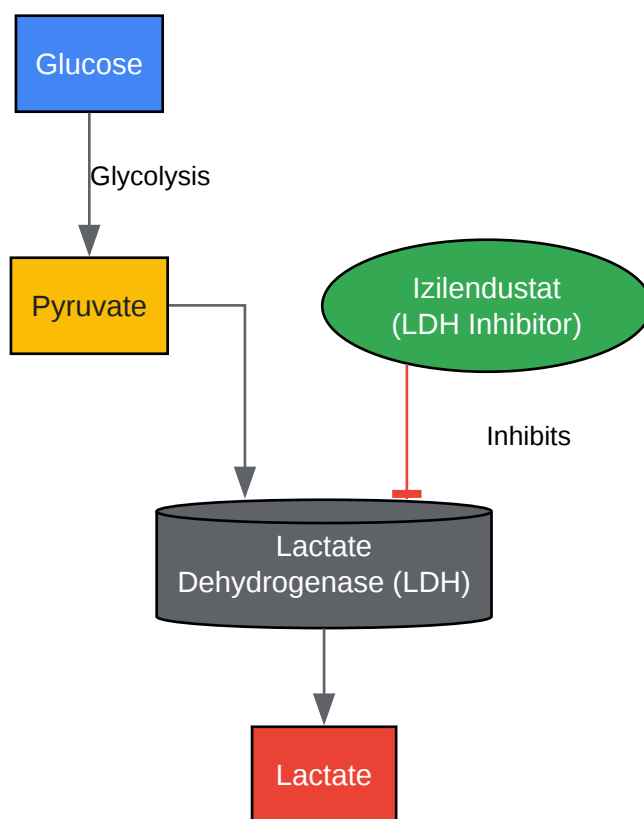 Glucose
Glycolysis
Pyruvate
Izilendustat
(LDH Inhibitor)
Inhibits
Lactate
Dehydrogenase (LDH)
Lactate